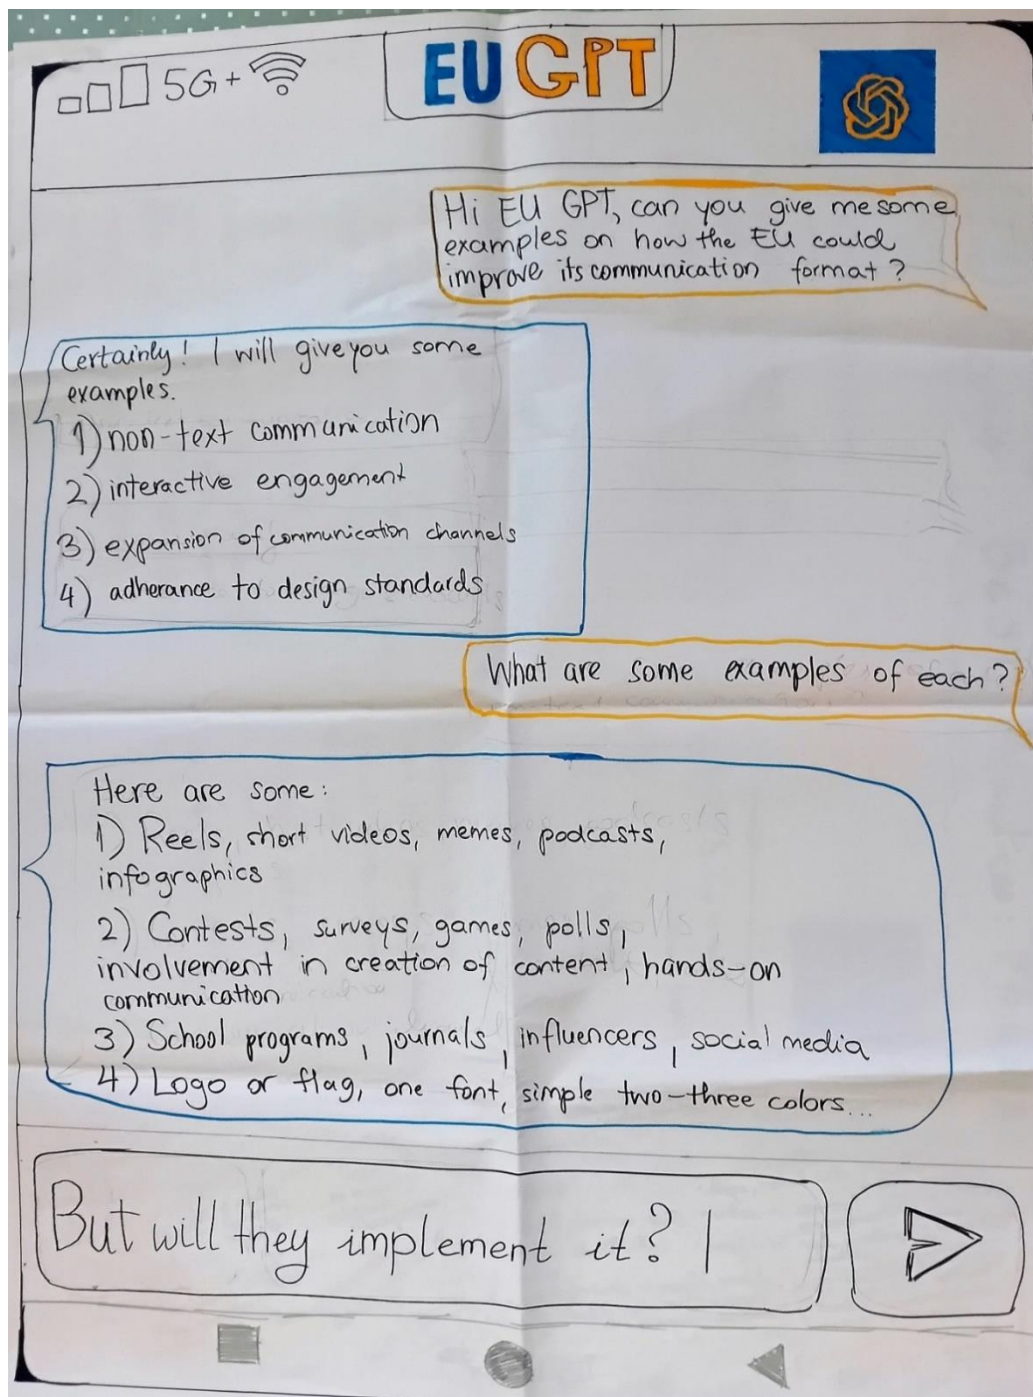 5G+
EU GPT
Hi EU GPT, can you give me some
examples on how the EU could
improve its communication format?
Certainly! I will give you some
examples.
1) non-text communication
2) interactive engagement
3) expansion of communication channels
4) adherance to design standards
What are some examples of each?
Here are some:
1) Reels, short videos, memes, podcasts,
infographics
2) Contests, surveys, games, polls,
involvement in creation of content, hands-on
communication
3) School programs, journals, influencers, social media
4) Logo or flag, one font, simple two-three colors...
But will they implement it? |